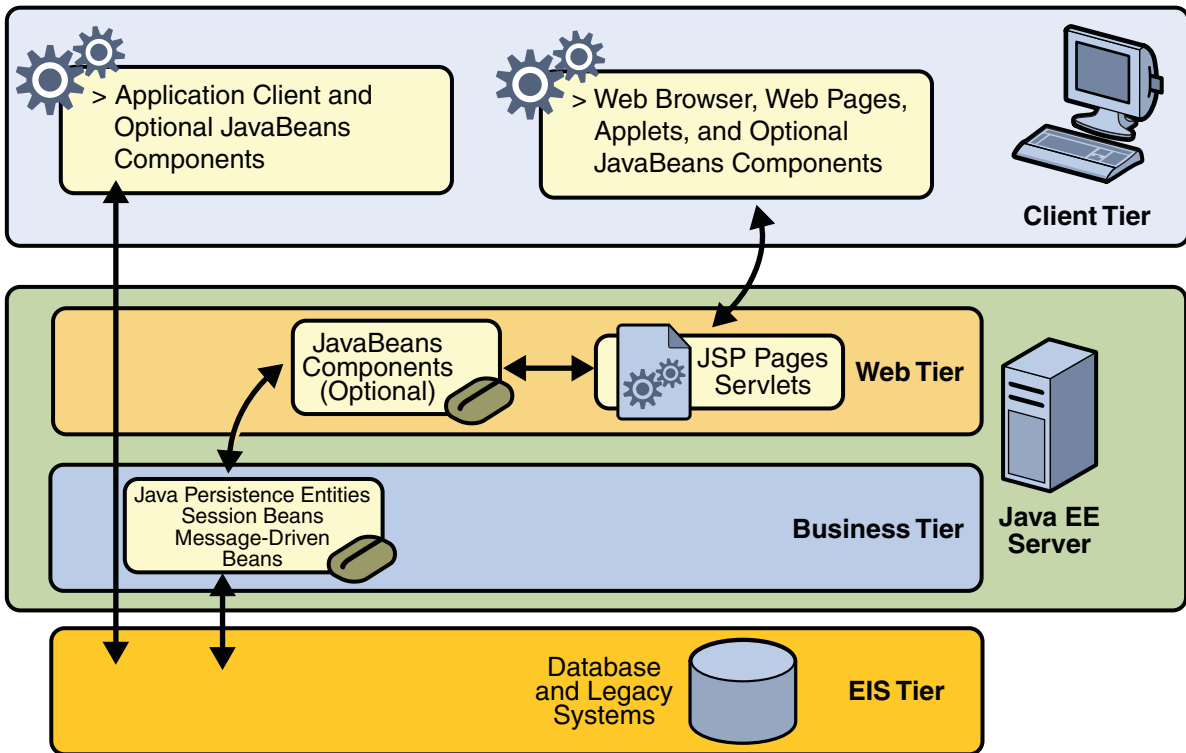 > Application Client and
Optional JavaBeans
Components
> Web Browser, Web Pages,
Applets, and Optional
JavaBeans Components
Client Tier
JavaBeans
Components
(Optional)
JSP Pages
Servlets
Web Tier
Java Persistence Entities
Session Beans
Message-Driven
Beans
Business Tier
Java EE
Server
Database
and Legacy
Systems
EIS Tier